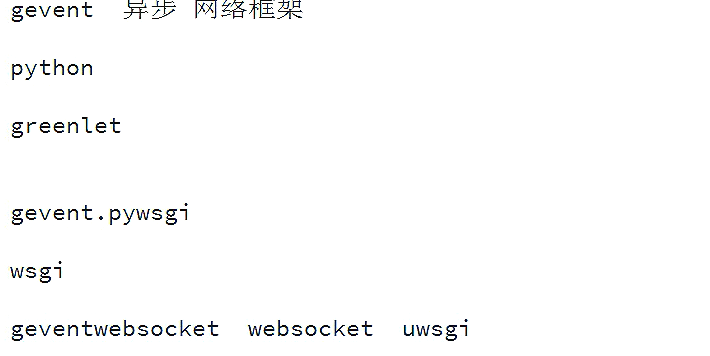 gevent 异步 网络框架
python
greenlet
gevent.pywsgi
wsgi
geventwebsocket websocket uwsgi